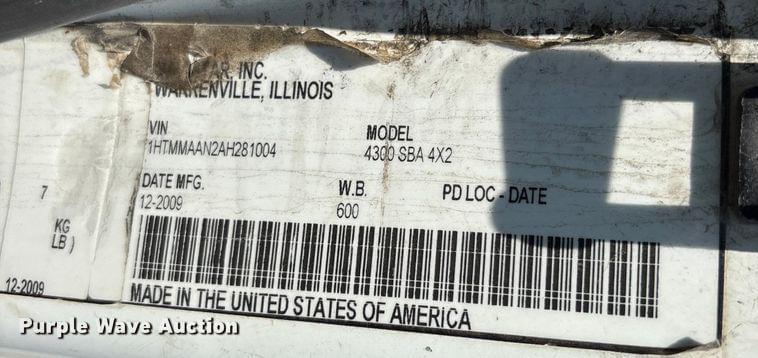 INC.
WARRENVILLE, ILLINOIS
VIN
MODEL
1HTMMAAN2AH281004
4300 SBA 4X2
DATE MFG.
W.B.
PD LOC - DATE
12-2009
600
7
KG
LB )
12-2009
MADE IN THE UNITED STATES OF AMERICA
Purple Wave Auction